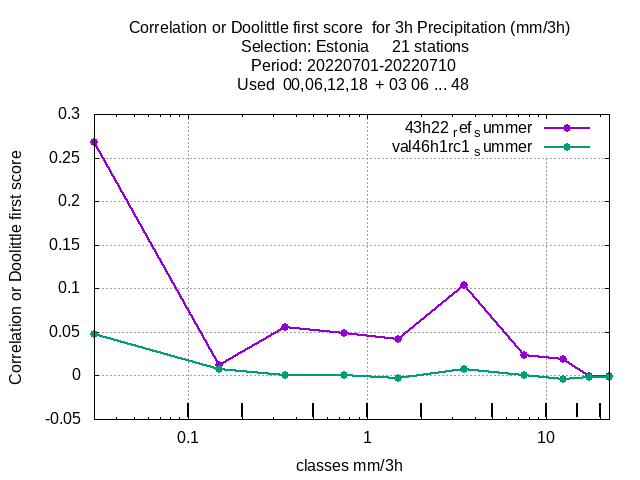 Correlation or Doolittle first score  for 3h Precipitation (mm/3h)
Selection: Estonia     21 stations
Period: 20220701-20220710
Used  00,06,12,18  + 03 06 ... 48
43h22 refsummer
val46h1rc1 summer
0.3
0.25
0.2
0.15
0.1
0.05
0
-0.05
Correlation or Doolittle first score
0.1 1 10
classes mm/3h